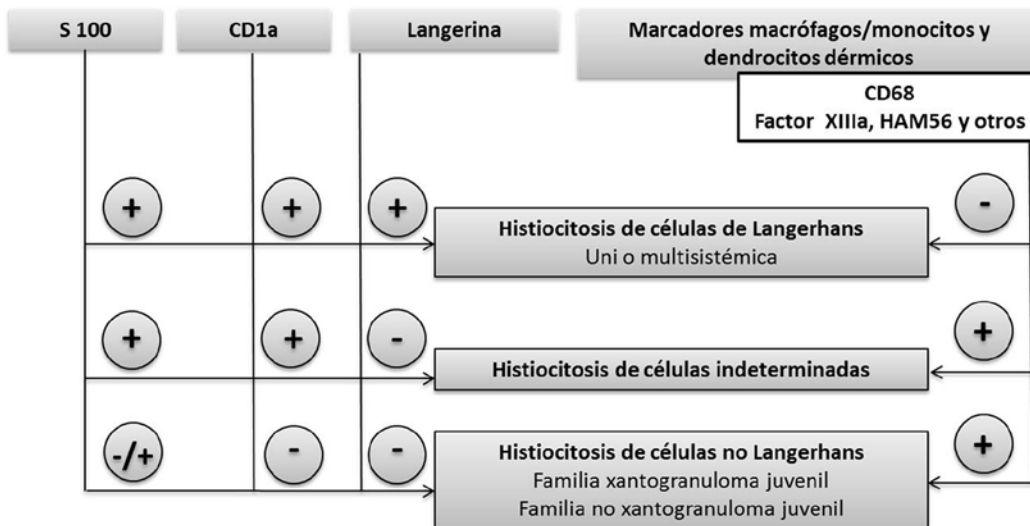 S 100
CD1a
Langerina
Marcadores macrófagos/monocitos y
dendrocitos dérmicos
CD68
Factor XIIIa, HAM56 y otros
+
+
+
-
Histiocitosis de células de Langerhans
Uni o multisistémica
+
+
-
+
Histiocitosis de células indeterminadas
-/+
-
-
+
Histiocitosis de células no Langerhans
Familia xantogranuloma juvenil
Familia no xantogranuloma juvenil